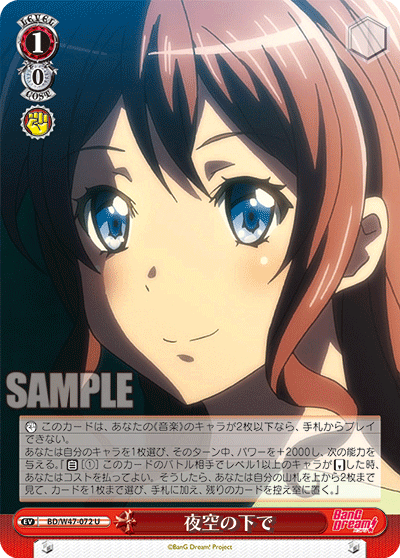 LEVEL
1
0
COST
SAMPLE
このカードは、あなたの《音楽》のキャラが2枚以下なら、手札からプレイ
できない。
あなたは自分のキャラを1枚選び、そのターン中、パワーを+2000し、次の能力を
与える。『【自】［(1)］ このカードのバトル相手でレベル1以上のキャラが【リバース】した時、
あなたはコストを払ってよい。そうしたら、あなたは自分の山札を上から2枚まで
見て、カードを1枚選び、手札に加え、残りのカードを控え室に置く。』
EV
BD/W47-072 U
夜空の下で
BanG Dream!
©BanG Dream! Project